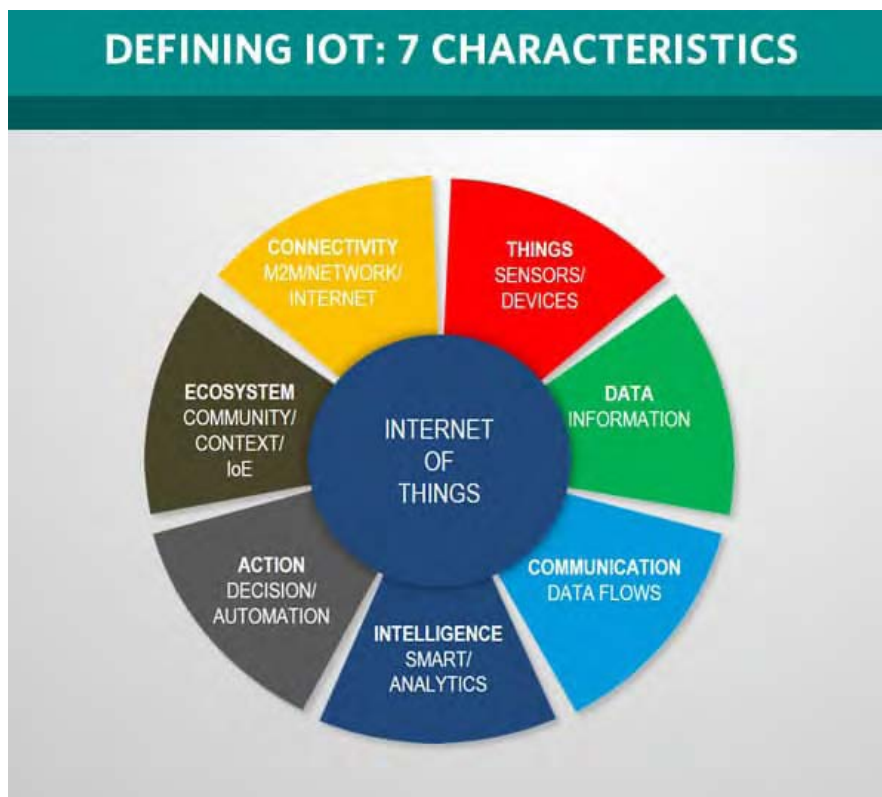 DEFINING IOT: 7 CHARACTERISTICS
CONNECTIVITY
M2M/NETWORK/
INTERNET
THINGS
SENSORS/
DEVICES
DATA
INFORMATION
COMMUNICATION
DATA FLOWS
INTELLIGENCE
SMART/
ANALYTICS
ACTION
DECISION/
AUTOMATION
ECOSYSTEM
COMMUNITY/
CONTEXT/
IoE
INTERNET
OF
THINGS